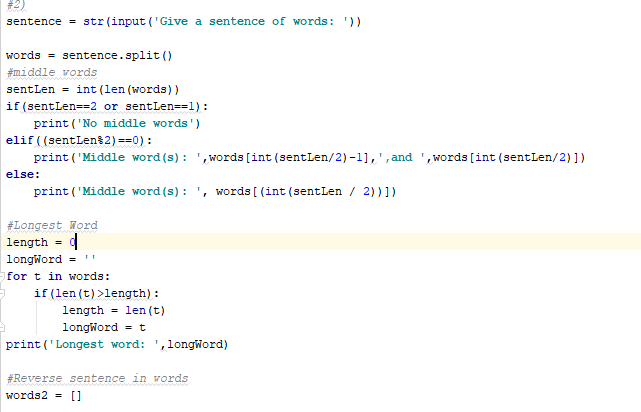 #2)
sentence = str(input('Give a sentence of words: '))
words = sentence.split()
#middle words
sentLen = int(len(words))
if(sentLen==2 or sentLen==1):
    print('No middle words')
elif((sentLen%2)==0):
    print('Middle word(s): ',words[int(sentLen/2)-1],',and ',words[int(sentLen/2)])
else:
    print('Middle word(s): ', words[(int(sentLen / 2))])
#Longest Word
length = 0
longWord = ''
for t in words:
    if(len(t)>length):
        length = len(t)
        longWord = t
print('Longest word: ',longWord)
#Reverse sentence in words
words2 = []